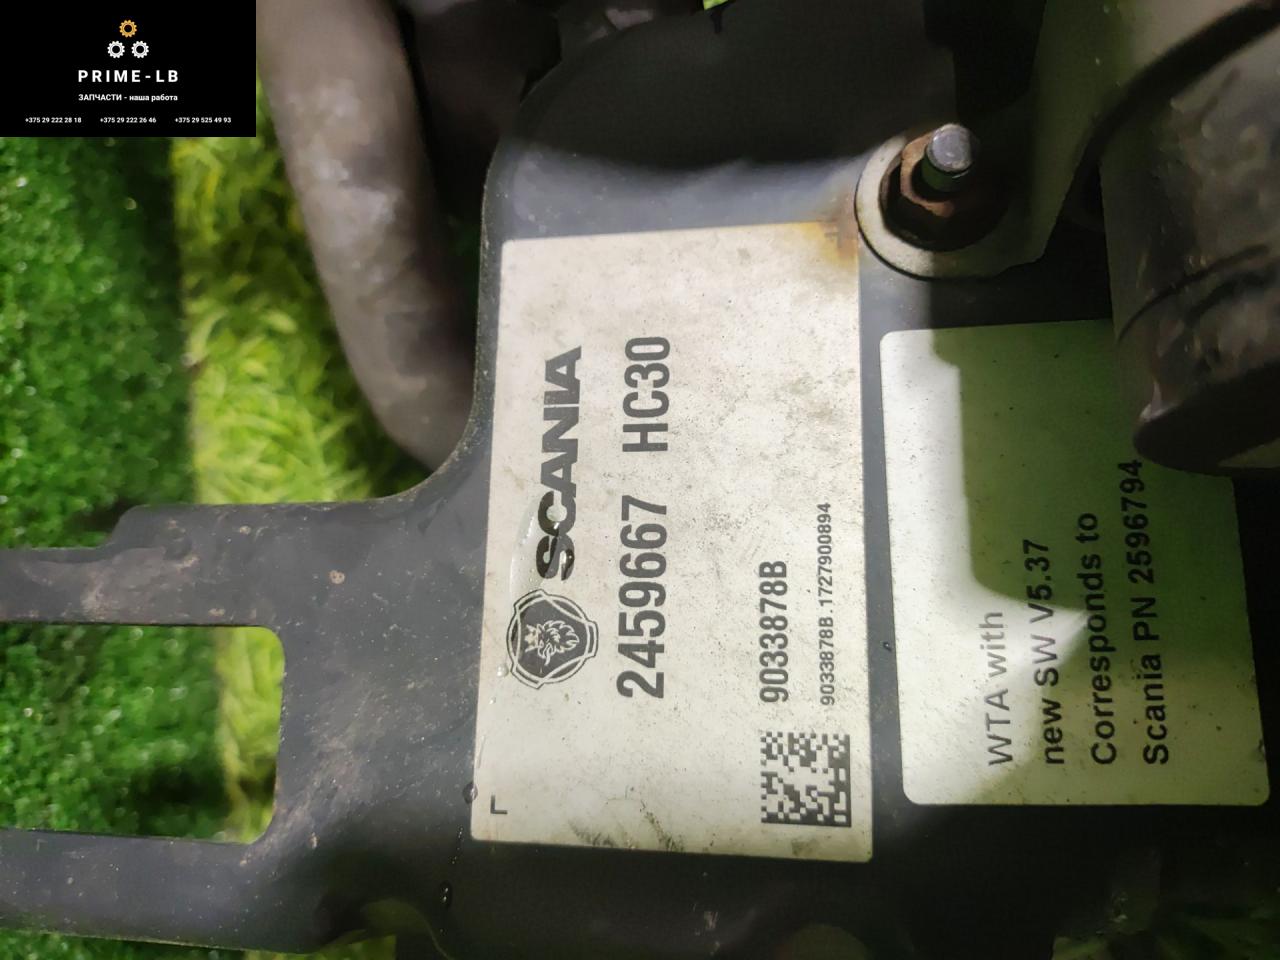 PRIME-LB
ЗАПЧАСТИ - наша работа
+375 29 222 28 18 +375 29 222 26 46 +375 29 525 49 93
SCANIA
2459667 HC30
9033878B
9033878B.1727900894
WTA with
new SW V5.37
Corresponds to
Scania PN 2596794